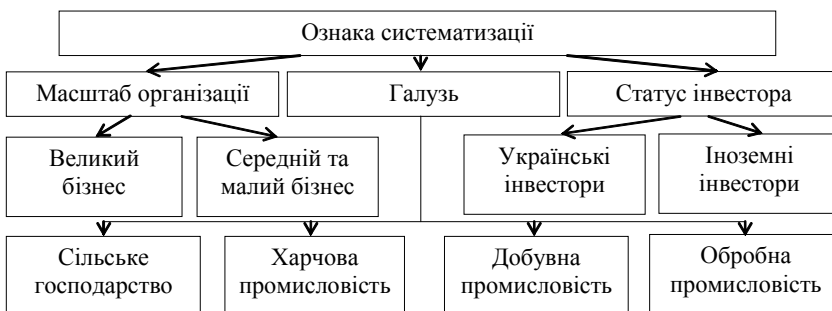 Ознака систематизації
Масштаб організації
Галузь
Статус інвестора
Великий
бізнес
Середній та
малий бізнес
Українські
інвестори
Іноземні
інвестори
Сільське
господарство
Харчова
промисловість
Добувна
промисловість
Обробна
промисловість